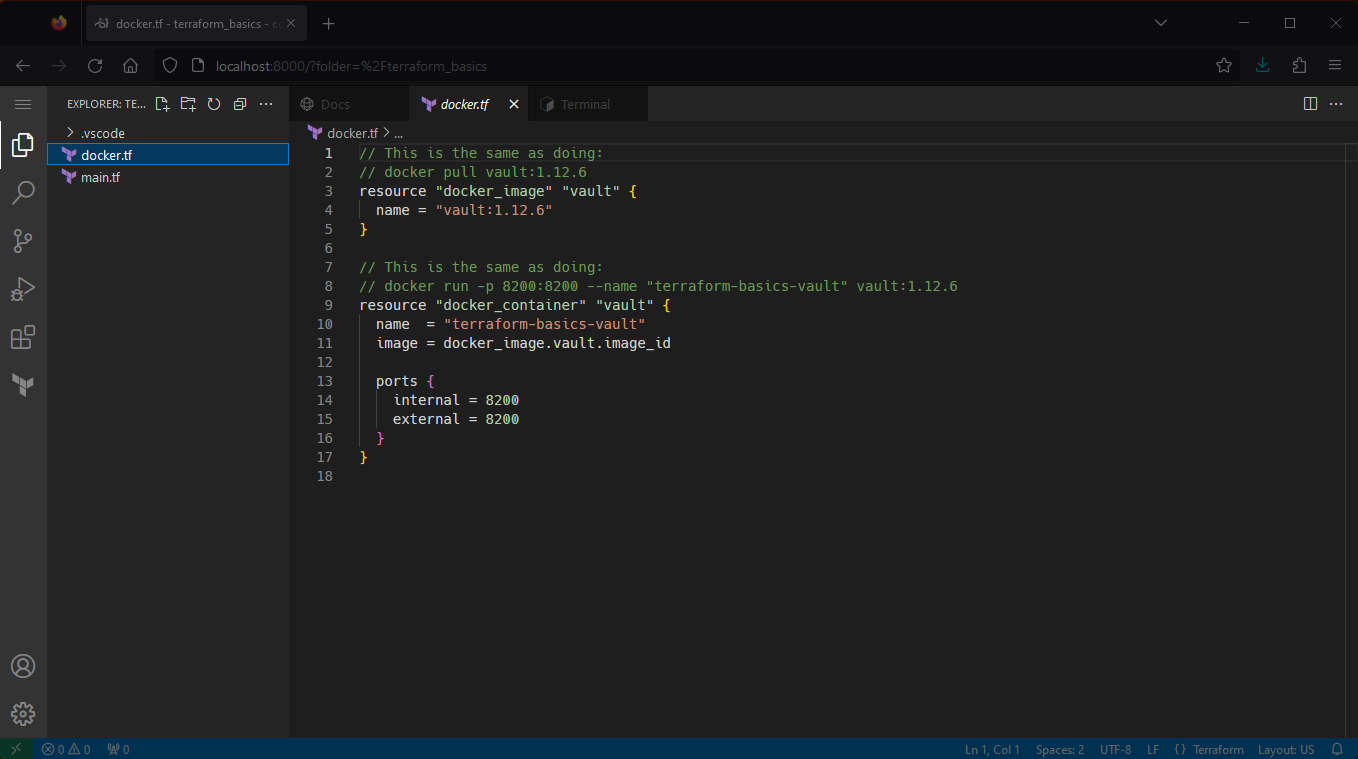 docker.tf - terraform_basics - c
localhost:8000/?folder=%2Fterraform_basics
EXPLORER: TE...
Docs
docker.tf
Terminal
.vscode
docker.tf
main.tf
docker.tf > ...
1 // This is the same as doing:
2 // docker pull vault:1.12.6
3 resource "docker_image" "vault" {
4   name = "vault:1.12.6"
5 }
6
7 // This is the same as doing:
8 // docker run -p 8200:8200 --name "terraform-basics-vault" vault:1.12.6
9 resource "docker_container" "vault" {
10   name  = "terraform-basics-vault"
11   image = docker_image.vault.image_id
12
13   ports {
14     internal = 8200
15     external = 8200
16   }
17 }
18
0 0 0 Ln 1, Col 1 Spaces: 2 UTF-8 LF {} Terraform Layout: US